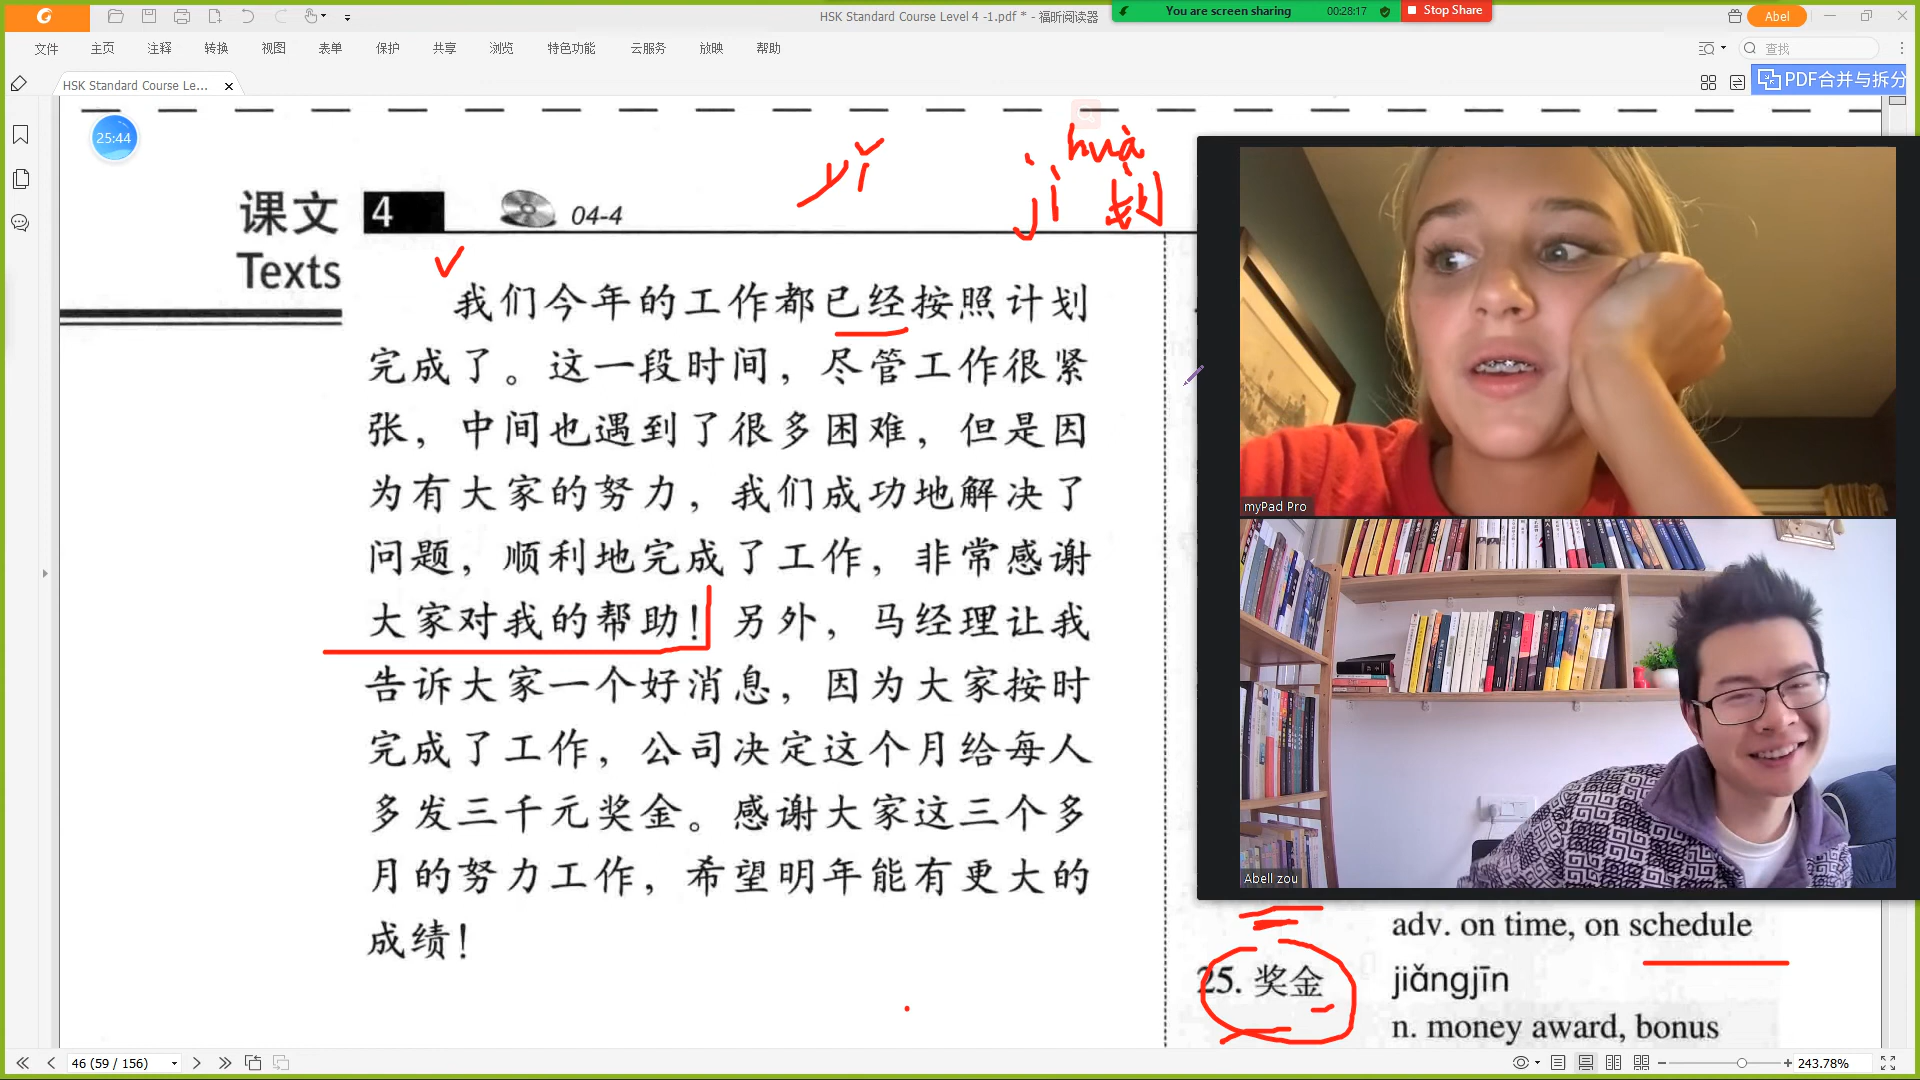 HSK Standard Course Level 4 -1.pdf * - 福昕阅读器
You are screen sharing
00:28:17
Stop Share
Abel
文件 主页 注释 转换 视图 表单 保护 共享 浏览 特色功能 云服务 放映 帮助
查找
HSK Standard Course Le...
PDF合并与拆分
25:44
yǐ
jì
huà
划
课文 4
04-4
Texts
我们今年的工作都已经按照计划
完成了。这一段时间，尽管工作很紧
张，中间也遇到了很多困难，但是因
为有大家的努力，我们成功地解决了
问题，顺利地完成了工作，非常感谢
大家对我的帮助！另外，马经理让我
告诉大家一个好消息，因为大家按时
完成了工作，公司决定这个月给每人
多发三千元奖金。感谢大家这三个多
月的努力工作，希望明年能有更大的
成绩！
myPad Pro
Abell zou
adv. on time, on schedule
25. 奖金 jiǎngjīn
n. money award, bonus
46 (59 / 156)
243.78%